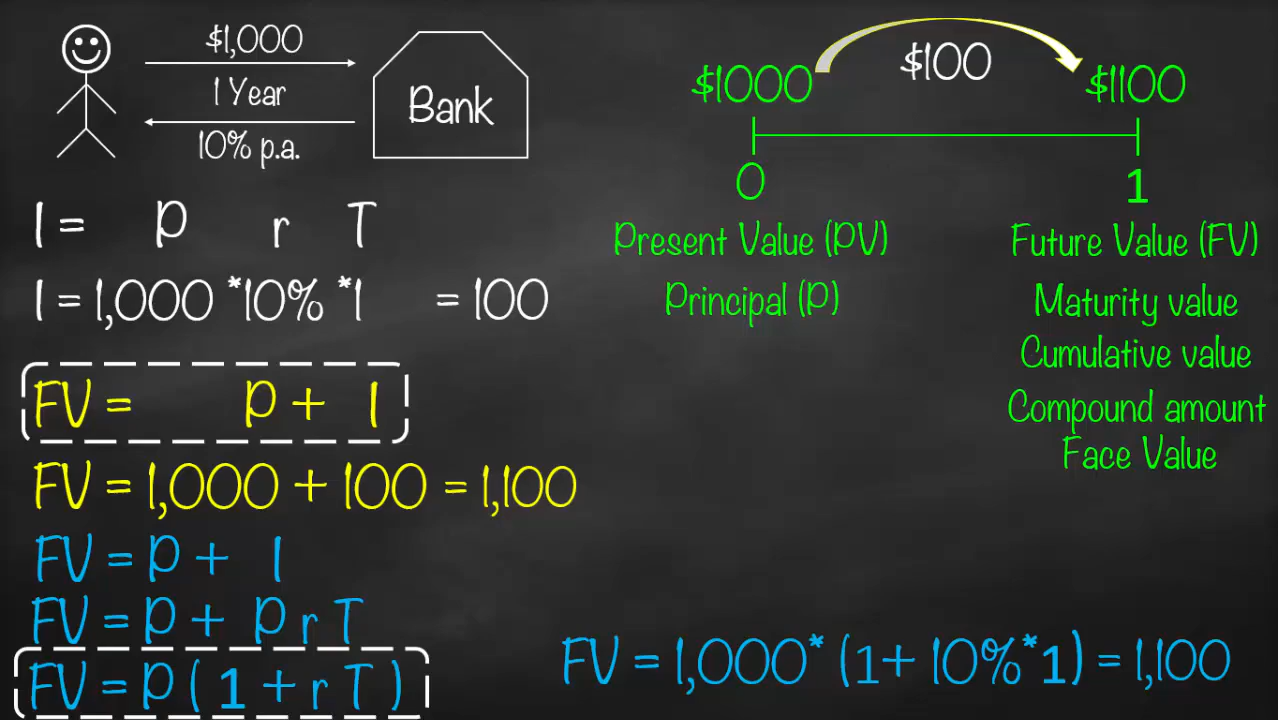 $1,000
1 Year
10% p.a.
Bank
$100
$1000
$1100
0
1
Present Value (PV)
Future Value (FV)
Principal (P)
Maturity value
Cumulative value
Compound amount
Face Value
I = P r T
I = 1,000 *10% *1 = 100
FV = P + I
FV = 1,000 + 100 = 1,100
FV = P + I
FV = P + P r T
FV = P ( 1 + r T )
FV = 1,000* (1+ 10%*1) = 1,100